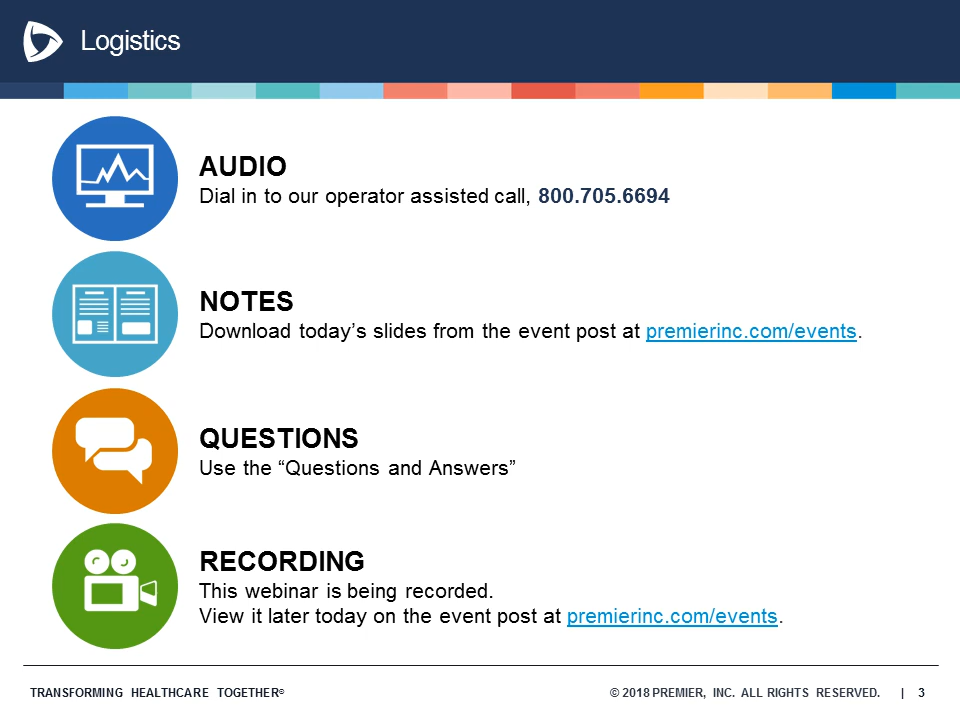 Logistics
AUDIO
Dial in to our operator assisted call, 800.705.6694
NOTES
Download today’s slides from the event post at premierinc.com/events.
QUESTIONS
Use the “Questions and Answers”
RECORDING
This webinar is being recorded.
View it later today on the event post at premierinc.com/events.
TRANSFORMING HEALTHCARE TOGETHER® © 2018 PREMIER, INC. ALL RIGHTS RESERVED. | 3